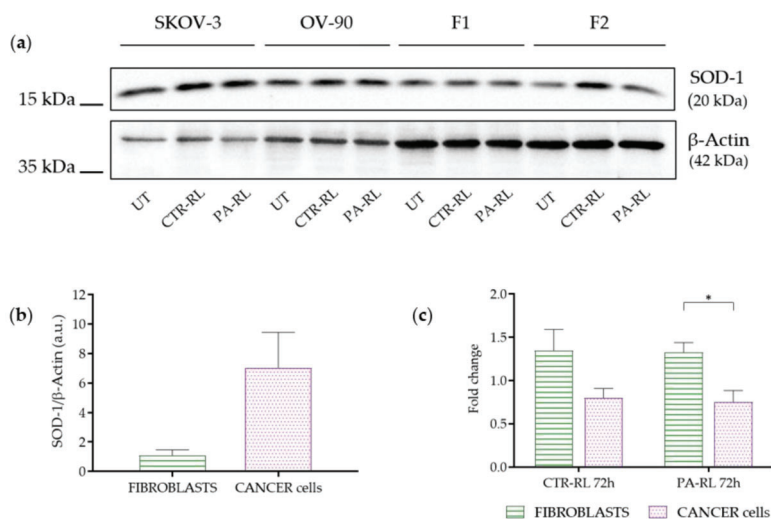 (a)
SKOV-3 OV-90 F1 F2
SOD-1
(20 kDa)
15 kDa
β-Actin
(42 kDa)
35 kDa
UT CTR-RL PA-RL UT CTR-RL PA-RL UT CTR-RL PA-RL UT CTR-RL PA-RL
(b)
SOD-1/β-Actin (a.u.)
12
10
8
6
4
2
0
FIBROBLASTS CANCER cells
(c)
Fold change
2.0
1.5
1.0
0.5
0.0
*
CTR-RL 72h PA-RL 72h
FIBROBLASTS CANCER cells